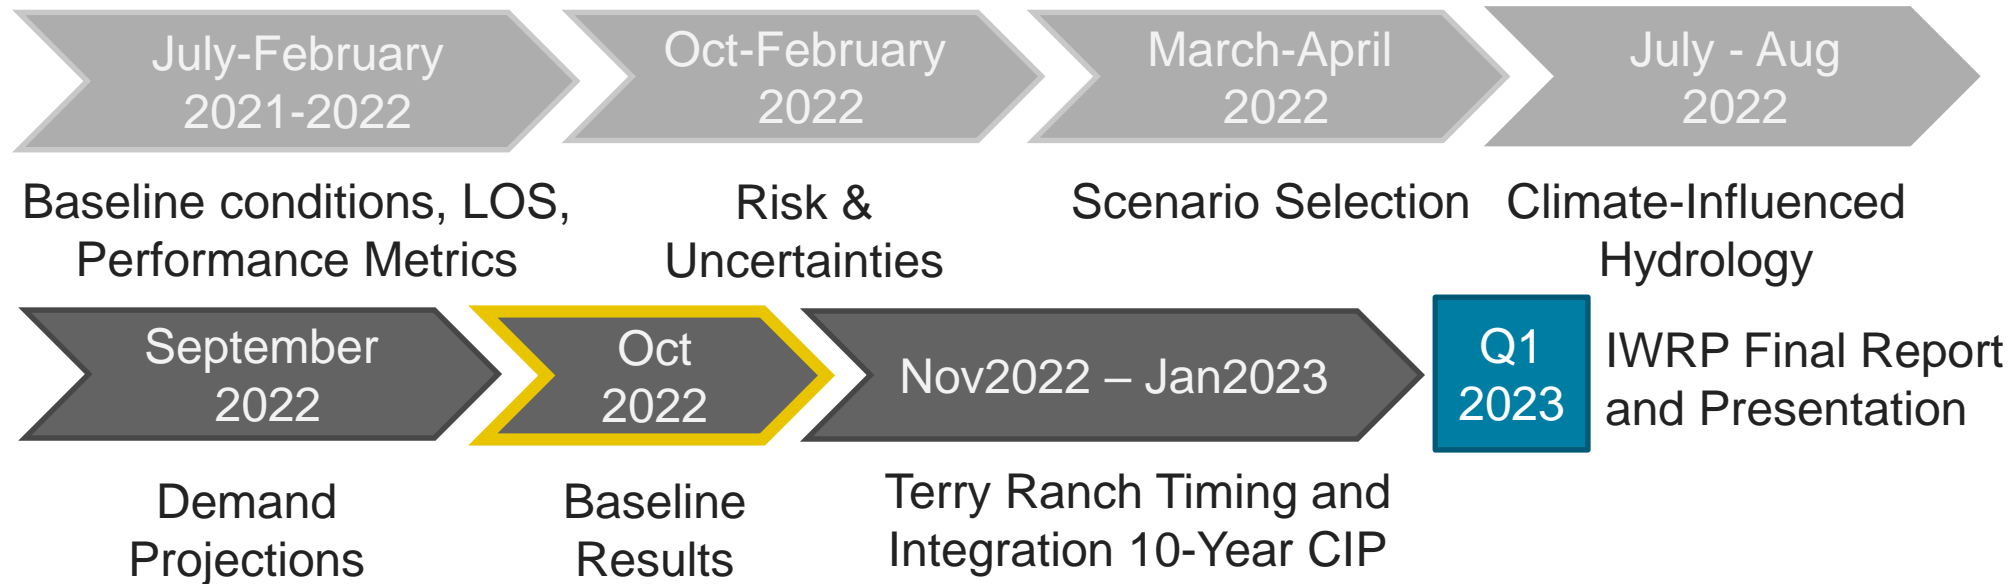 July-February
2021-2022
Oct-February
2022
March-April
2022
July - Aug
2022
Baseline conditions, LOS,
Performance Metrics
Risk &
Uncertainties
Scenario Selection
Climate-Influenced
Hydrology
September
2022
Oct
2022
Nov2022 – Jan2023
Q1
2023
IWRP Final Report
and Presentation
Demand
Projections
Baseline
Results
Terry Ranch Timing and
Integration 10-Year CIP